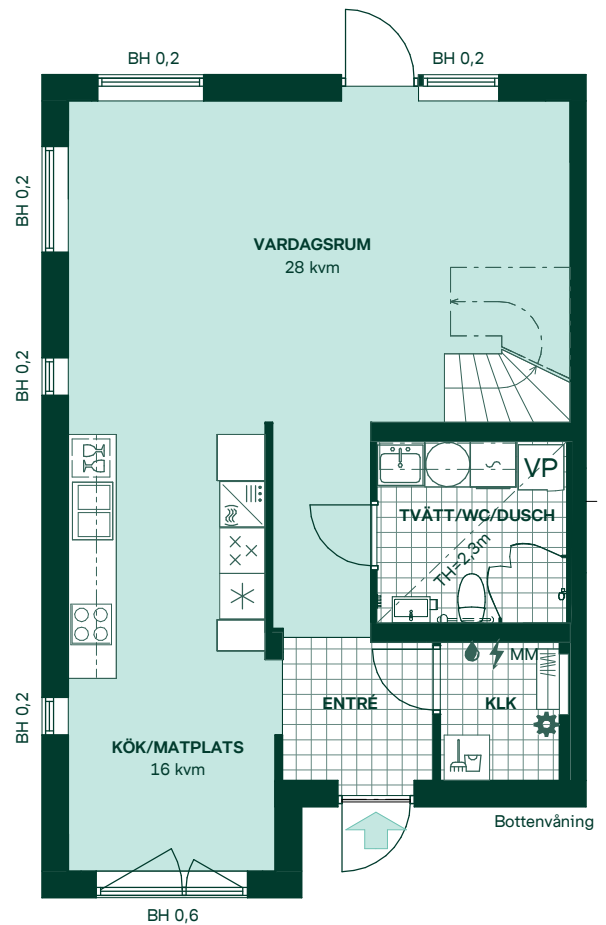 BH 0,2
BH 0,2
BH 0,2
VARDAGSRUM
28 kvm
BH 0,2
VP
TVÄTT/WC/DUSCH
TH=2,3m
MM
ENTRÉ
KLK
BH 0,2
KÖK/MATPLATS
16 kvm
Bottenvåning
BH 0,6